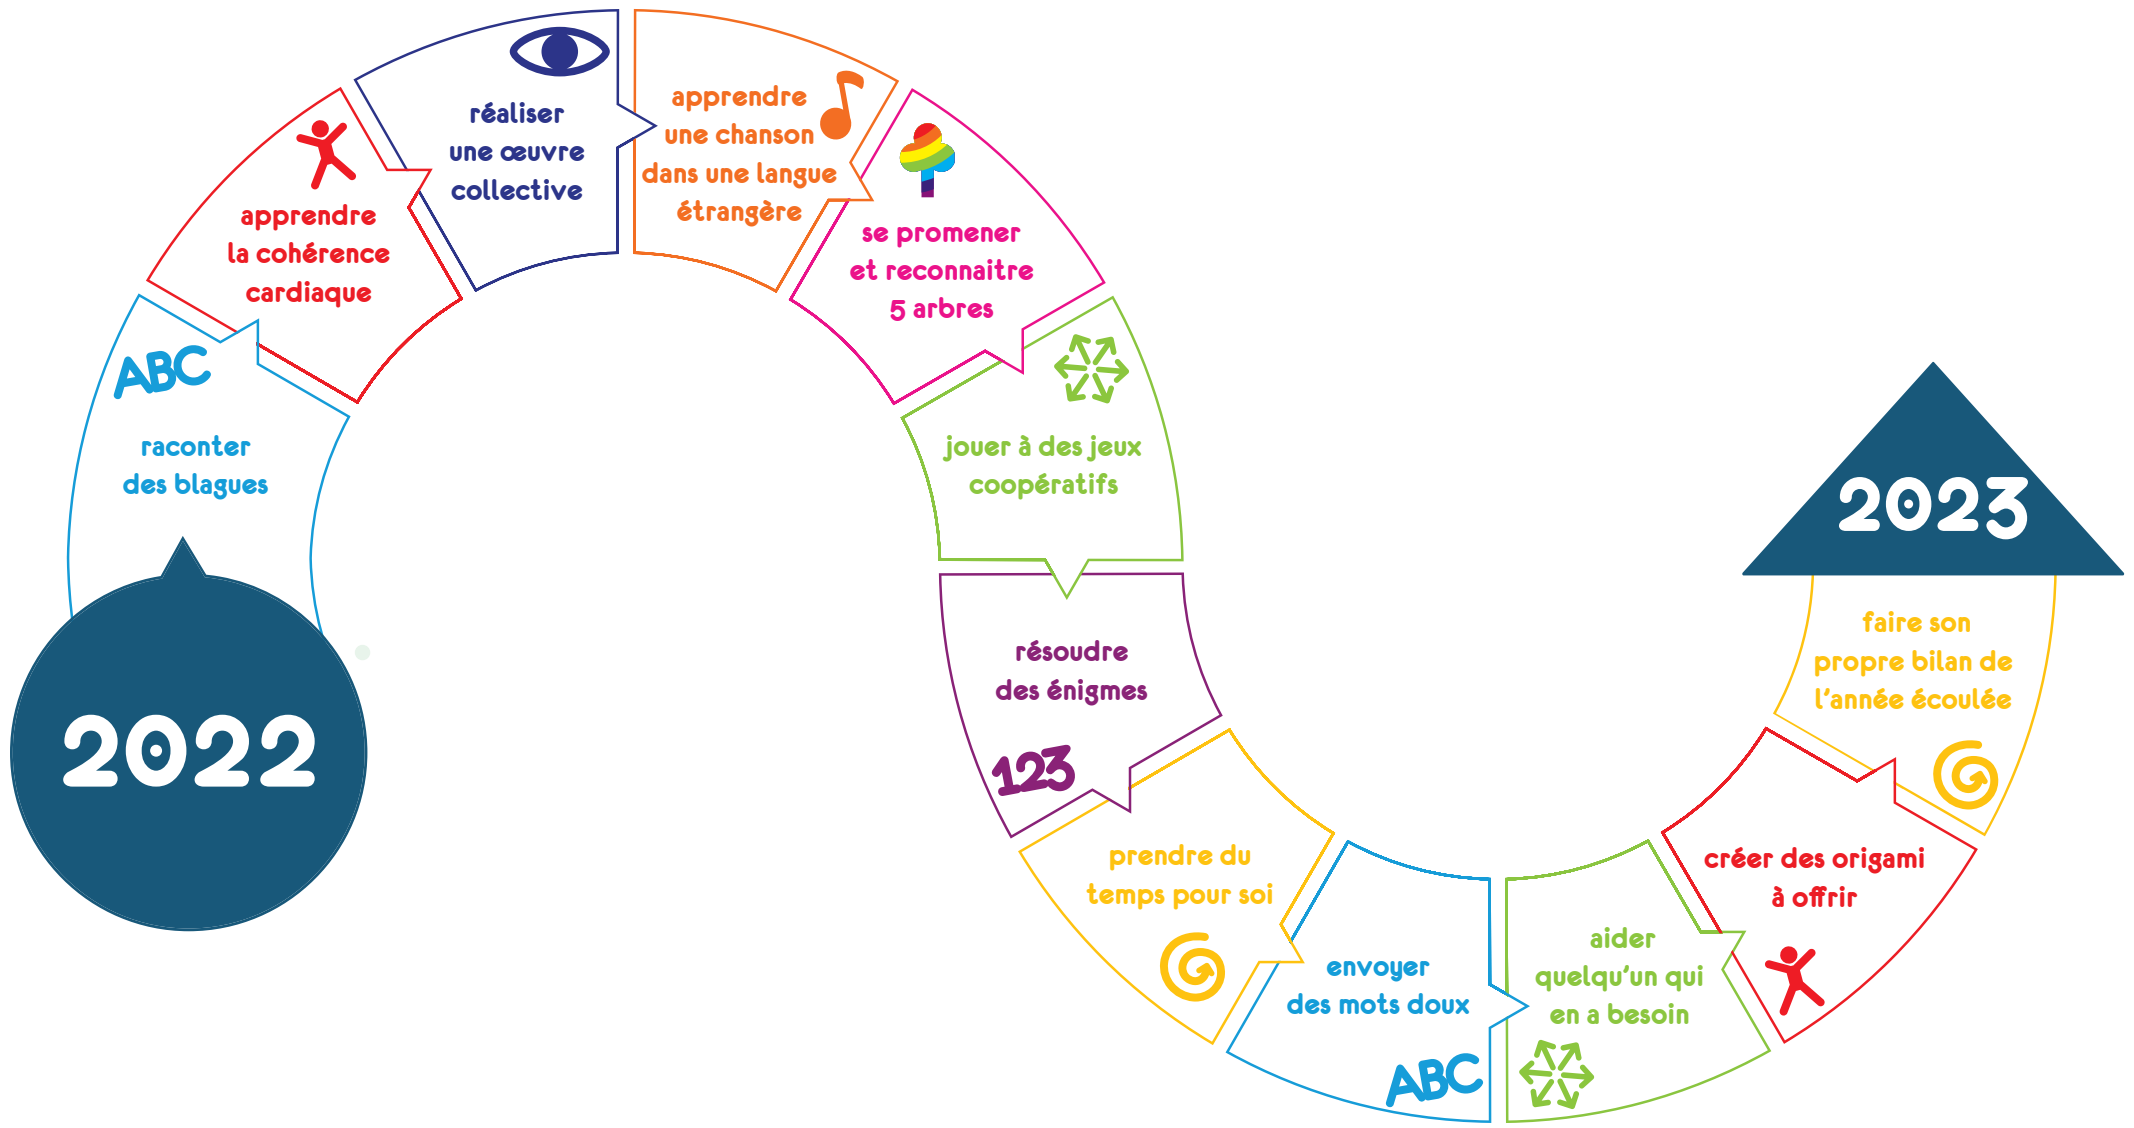 2022
ABC
raconter
des blagues
apprendre
la cohérence
cardiaque
réaliser
une œuvre
collective
apprendre
une chanson
dans une langue
étrangère
se promener
et reconnaitre
5 arbres
jouer à des jeux
coopératifs
résoudre
des énigmes
123
prendre du
temps pour soi
envoyer
des mots doux
ABC
aider
quelqu'un qui
en a besoin
créer des origami
à offrir
faire son
propre bilan de
l'année écoulée
2023